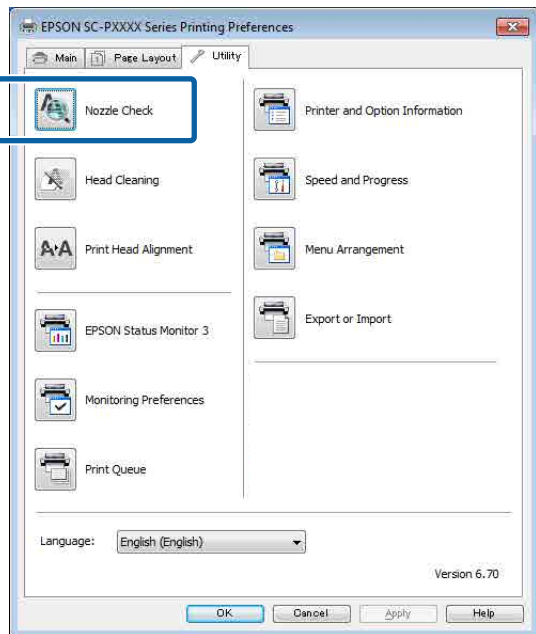 EPSON SC-PXXXX Series Printing Preferences
Main
Page Layout
Utility
Nozzle Check
Head Cleaning
Print Head Alignment
EPSON Status Monitor 3
Monitoring Preferences
Print Queue
Printer and Option Information
Speed and Progress
Menu Arrangement
Export or Import
Language: English (English)
Version 6.70
OK Cancel Apply Help